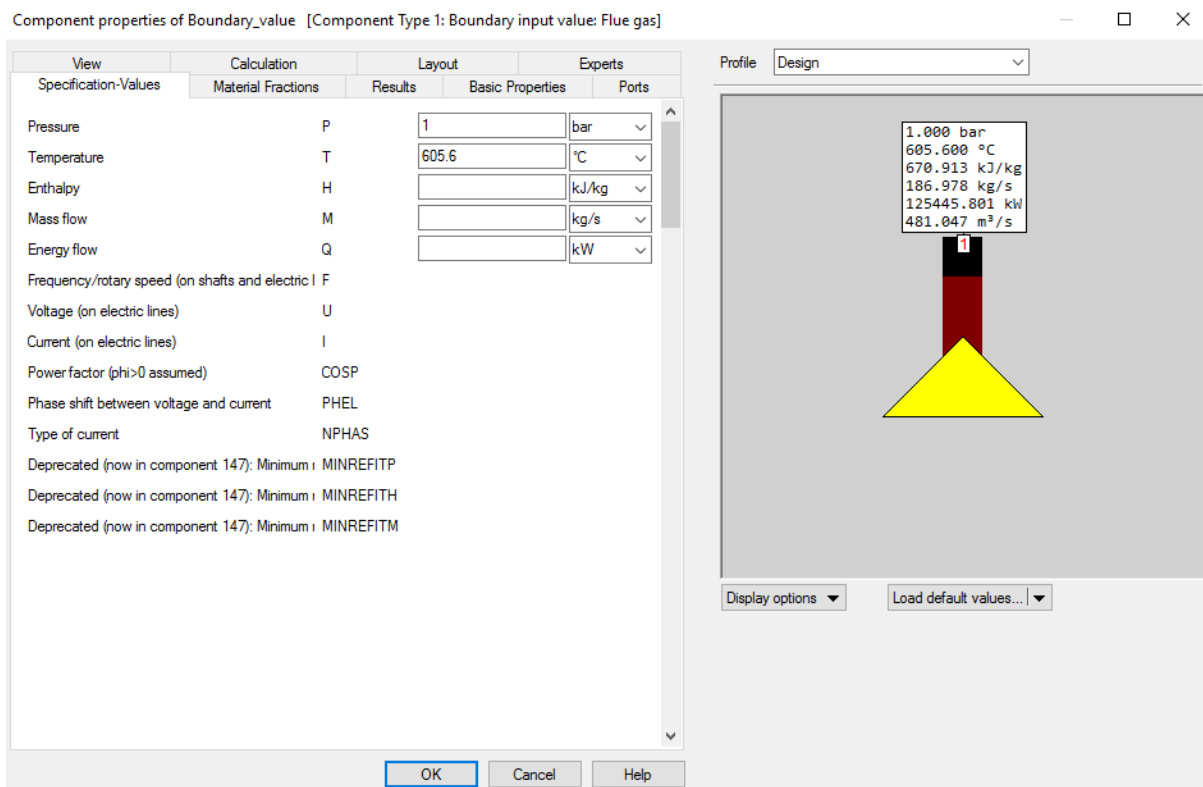 Component properties of Boundary_value [Component Type 1: Boundary input value: Flue gas]
View Calculation Layout Experts
Specification-Values Material Fractions Results Basic Properties Ports
Profile Design
Pressure P 1 bar
Temperature T 605.6 °C
Enthalpy H kJ/kg
Mass flow M kg/s
Energy flow Q kW
Frequency/rotary speed (on shafts and electric l F
Voltage (on electric lines) U
Current (on electric lines) I
Power factor (phi>0 assumed) COSP
Phase shift between voltage and current PHEL
Type of current NPHAS
Deprecated (now in component 147): Minimum r MINREFITP
Deprecated (now in component 147): Minimum r MINREFITH
Deprecated (now in component 147): Minimum r MINREFITM
1.000 bar
605.600 °C
670.913 kJ/kg
186.978 kg/s
125445.801 kW
481.047 m³/s
1
Display options Load default values...
OK Cancel Help